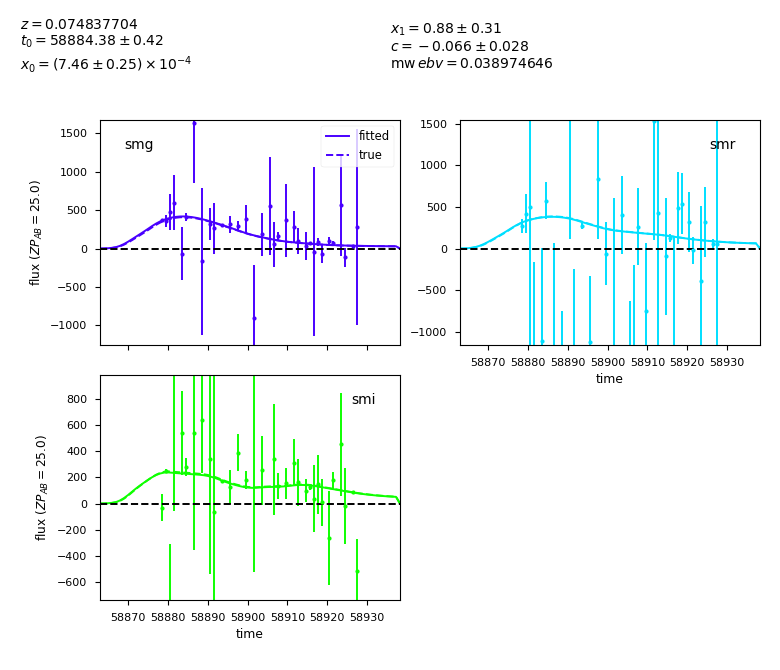 z = 0.074837704
t₀ = 58884.38 ± 0.42
x₀ = (7.46 ± 0.25) × 10⁻⁴
x₁ = 0.88 ± 0.31
c = −0.066 ± 0.028
mw ebv = 0.038974646
smg
fitted
true
1500
1000
500
0
−500
−1000
flux (ZP_AB = 25.0)
smr
1500
1000
500
0
−500
−1000
58870 58880 58890 58900 58910 58920 58930
time
smi
800
600
400
200
0
−200
−400
−600
flux (ZP_AB = 25.0)
58870 58880 58890 58900 58910 58920 58930
time